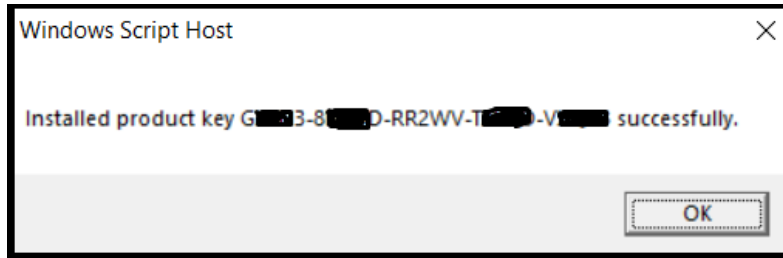 Windows Script Host
Installed product key G 3-8 D-RR2WV-T -V successfully.
OK